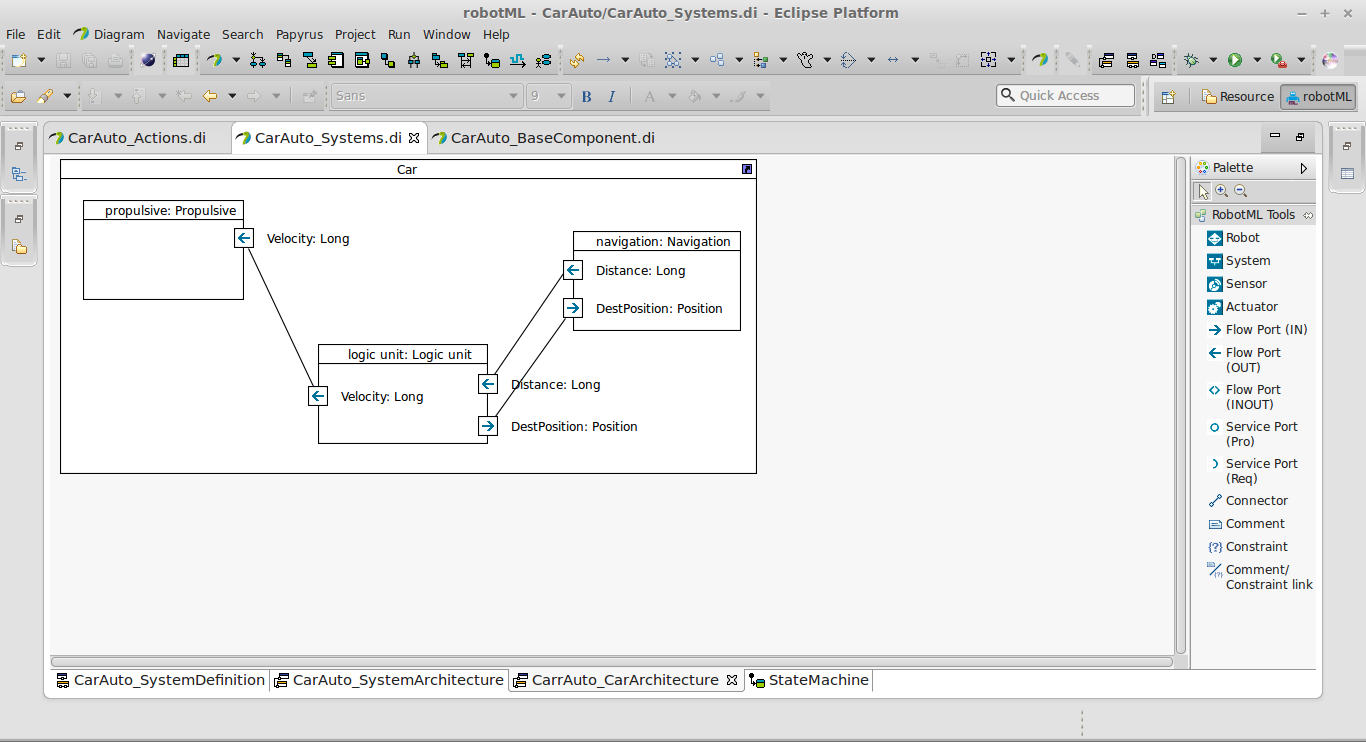 robotML - CarAuto/CarAuto_Systems.di - Eclipse Platform
File Edit Diagram Navigate Search Papyrus Project Run Window Help
Sans 9 B I A Quick Access Resource robotML
CarAuto_Actions.di CarAuto_Systems.di CarAuto_BaseComponent.di
Car
propulsive: Propulsive
Velocity: Long
navigation: Navigation
Distance: Long
DestPosition: Position
logic unit: Logic unit
Velocity: Long
Distance: Long
DestPosition: Position
Palette
RobotML Tools
Robot
System
Sensor
Actuator
Flow Port (IN)
Flow Port
(OUT)
Flow Port
(INOUT)
Service Port
(Pro)
Service Port
(Req)
Connector
Comment
Constraint
Comment/
Constraint link
CarAuto_SystemDefinition CarAuto_SystemArchitecture CarrAuto_CarArchitecture StateMachine